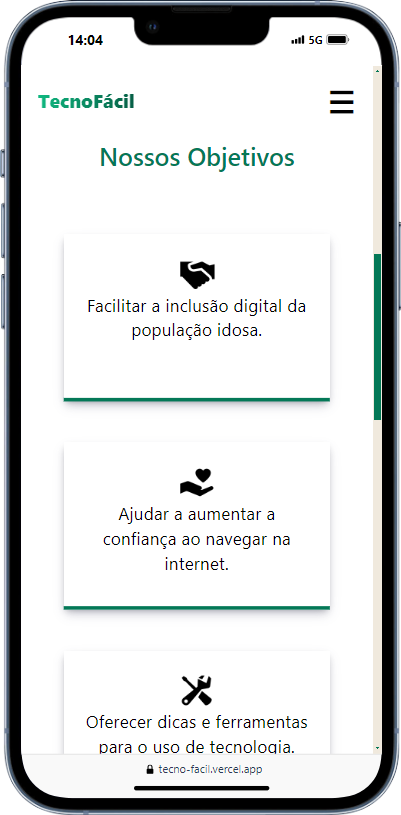 14:04
5G
TecnoFácil
Nossos Objetivos
Facilitar a inclusão digital da
população idosa.
Ajudar a aumentar a
confiança ao navegar na
internet.
Oferecer dicas e ferramentas
para o uso de tecnologia.
tecno-facil.vercel.app